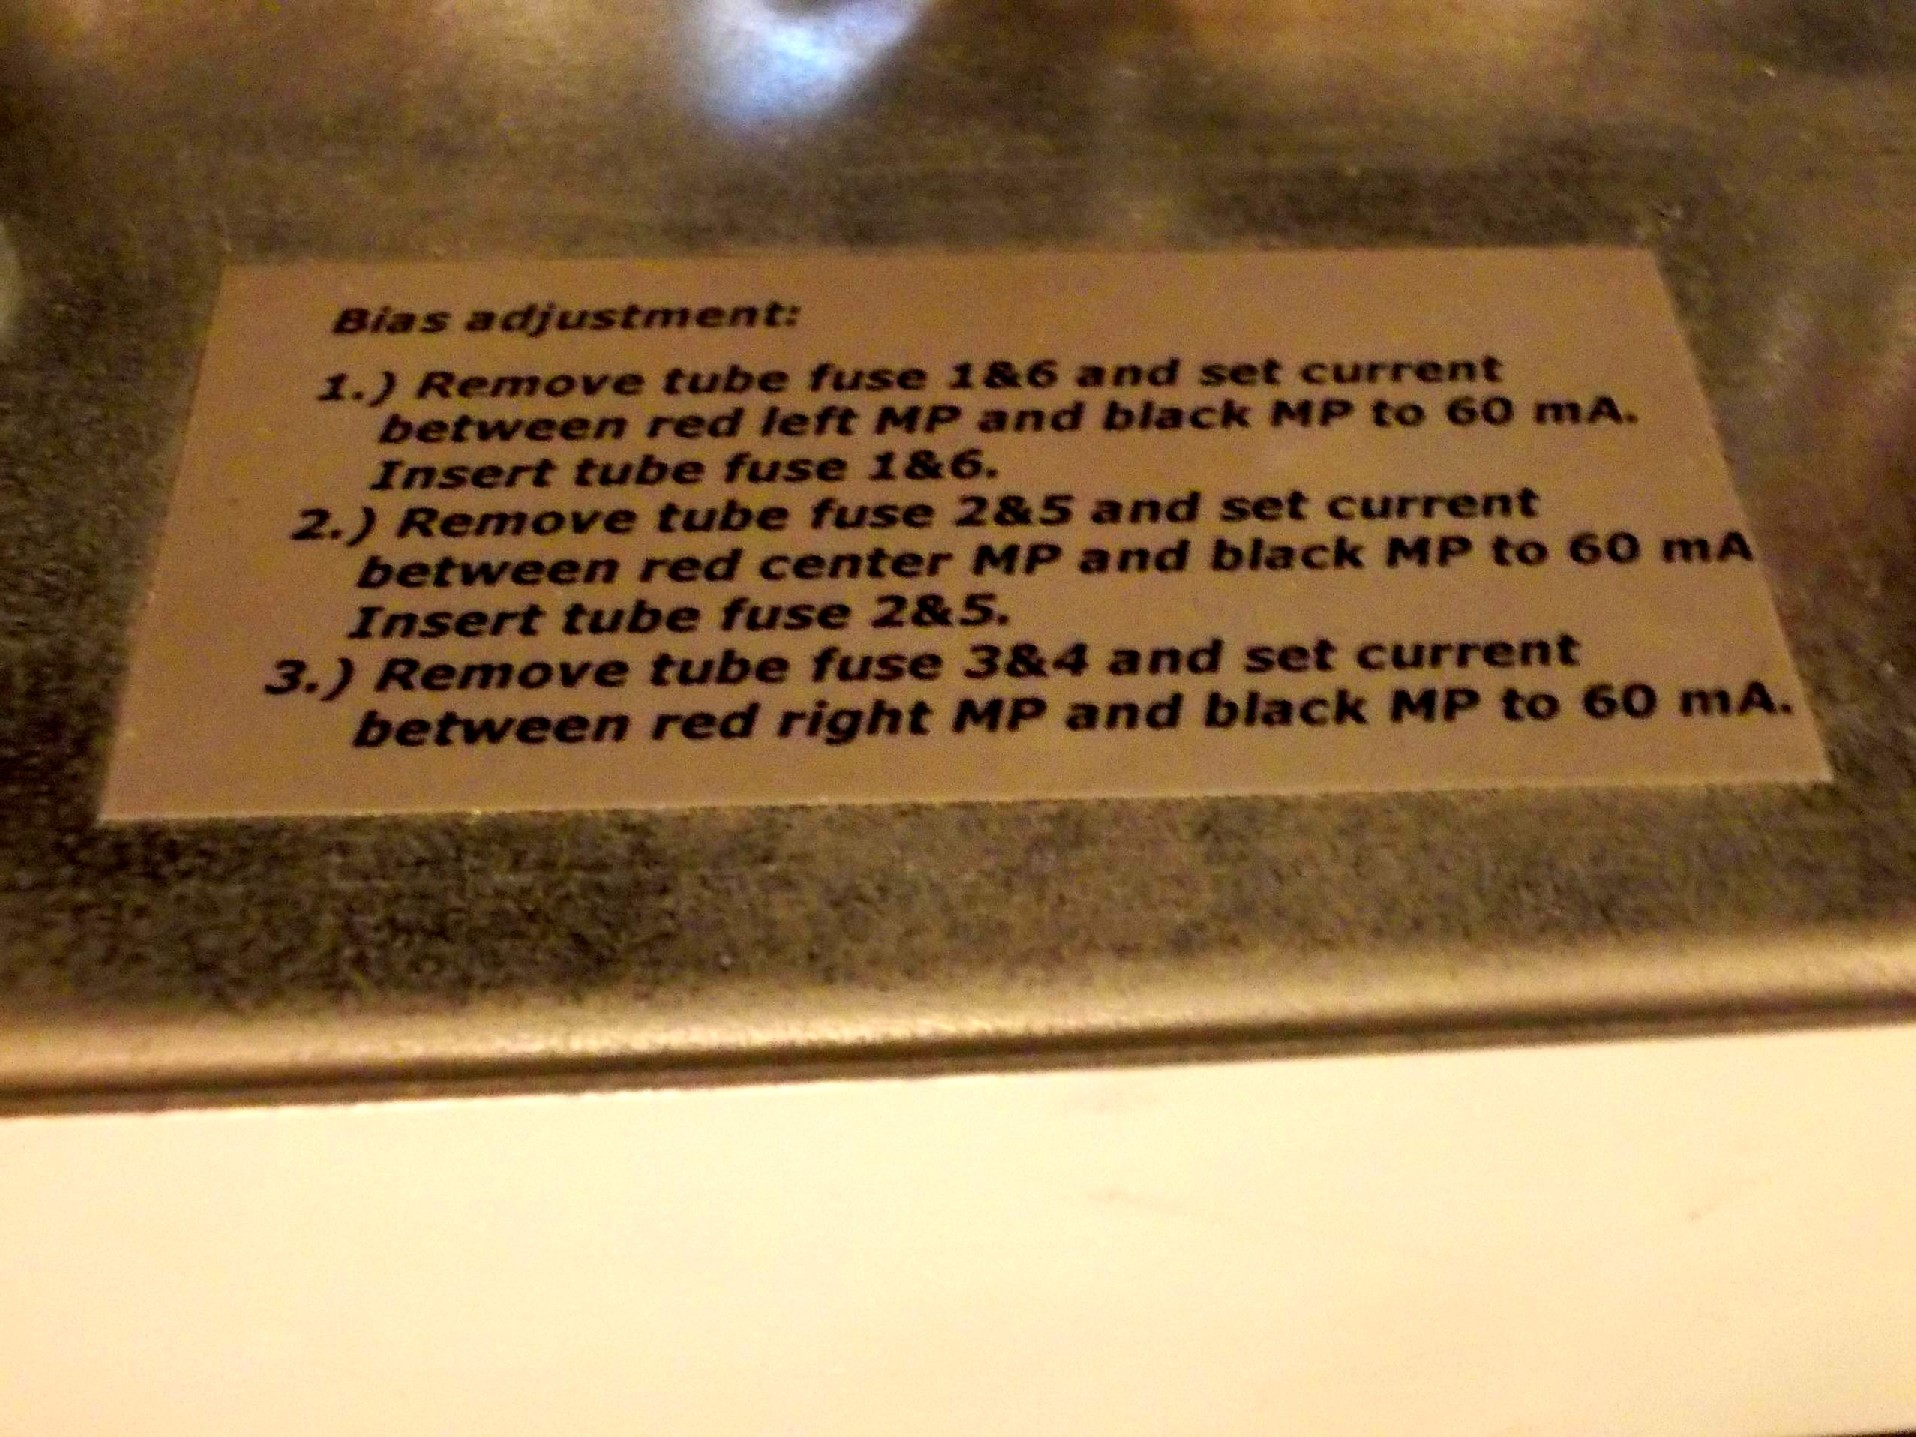 Bias adjustment:
1.) Remove tube fuse 1&6 and set current
between red left MP and black MP to 60 mA.
Insert tube fuse 1&6.
2.) Remove tube fuse 2&5 and set current
between red center MP and black MP to 60 mA
Insert tube fuse 2&5.
3.) Remove tube fuse 3&4 and set current
between red right MP and black MP to 60 mA.